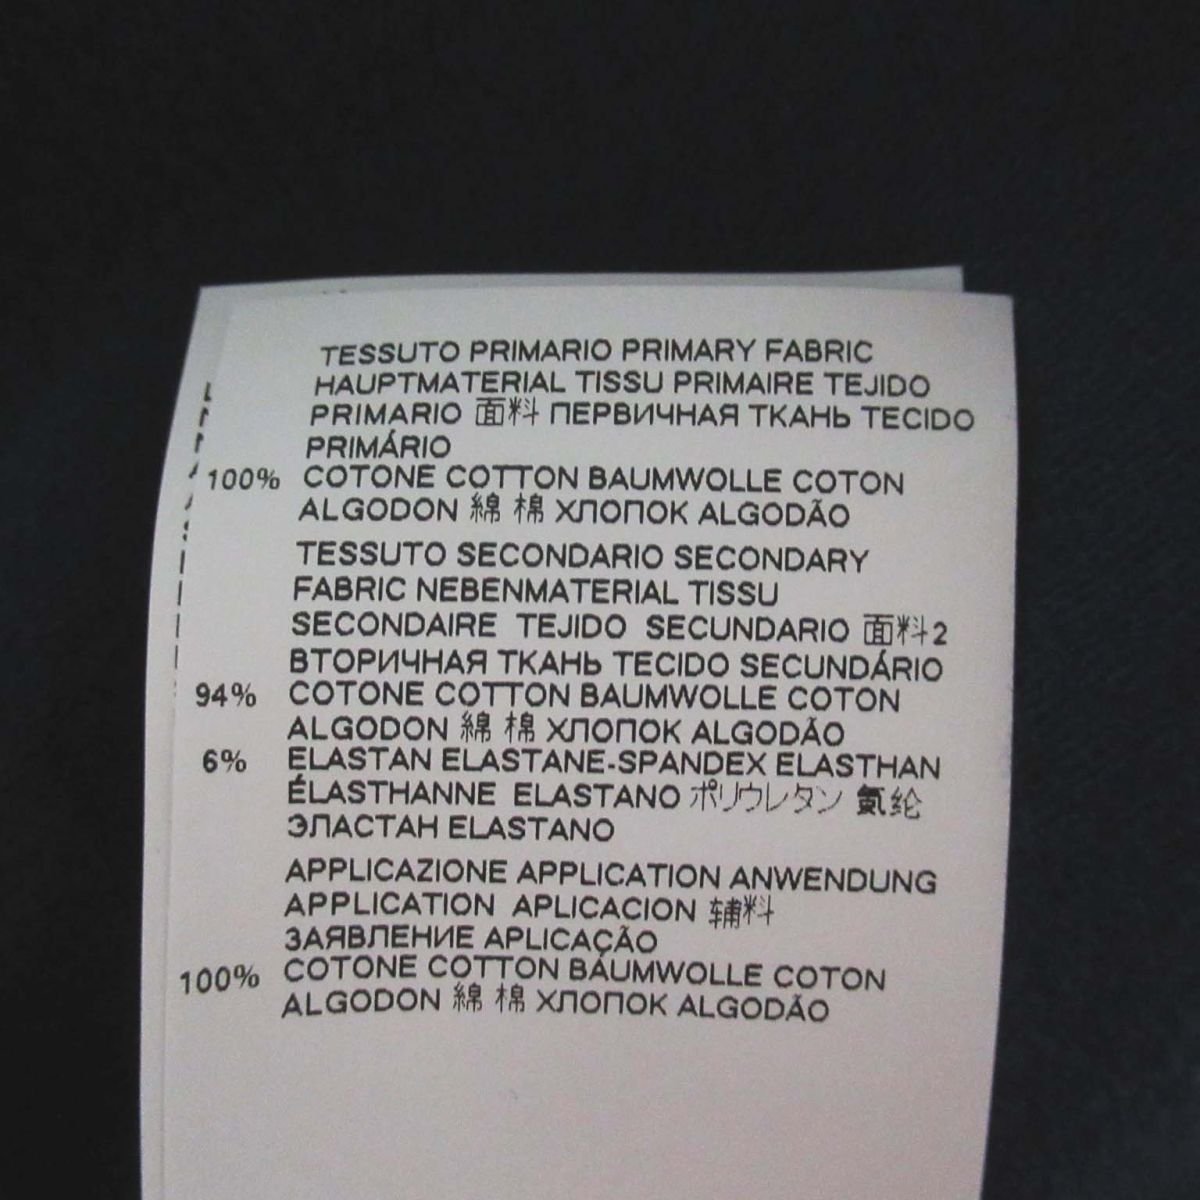 TESSUTO PRIMARIO PRIMARY FABRIC
HAUPTMATERIAL TISSU PRIMAIRE TEJIDO
PRIMARIO 面料 ПЕРВИЧНАЯ ТКАНЬ TECIDO
PRIMÁRIO
100% COTONE COTTON BAUMWOLLE COTON
ALGODON 綿 棉 ХЛОПОК ALGODÃO
TESSUTO SECONDARIO SECONDARY
FABRIC NEBENMATERIAL TISSU
SECONDAIRE TEJIDO SECUNDARIO 面料2
ВТОРИЧНАЯ ТКАНЬ TECIDO SECUNDÁRIO
94% COTONE COTTON BAUMWOLLE COTON
ALGODON 綿 棉 ХЛОПОК ALGODÃO
6% ELASTAN ELASTANE-SPANDEX ELASTHAN
ÉLASTHANNE ELASTANO ポリウレタン 氨纶
ЭЛАСТАН ELASTANO
APPLICAZIONE APPLICATION ANWENDUNG
APPLICATION APLICACION 辅料
ЗАЯВЛЕНИЕ APLICAÇÃO
100% COTONE COTTON BAUMWOLLE COTON
ALGODON 綿 棉 ХЛОПОК ALGODÃO